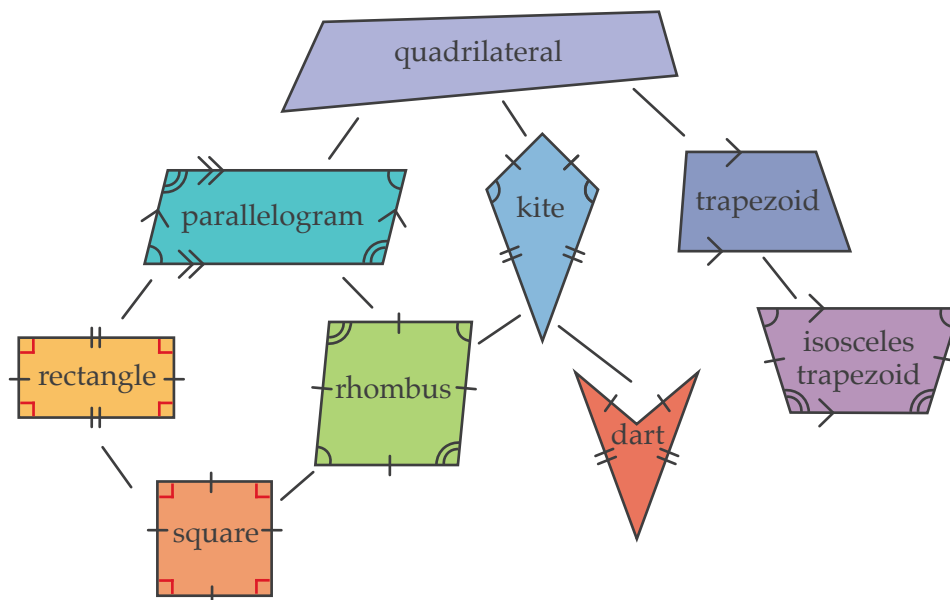 quadrilateral
parallelogram
kite
trapezoid
rectangle
rhombus
dart
isosceles
trapezoid
square